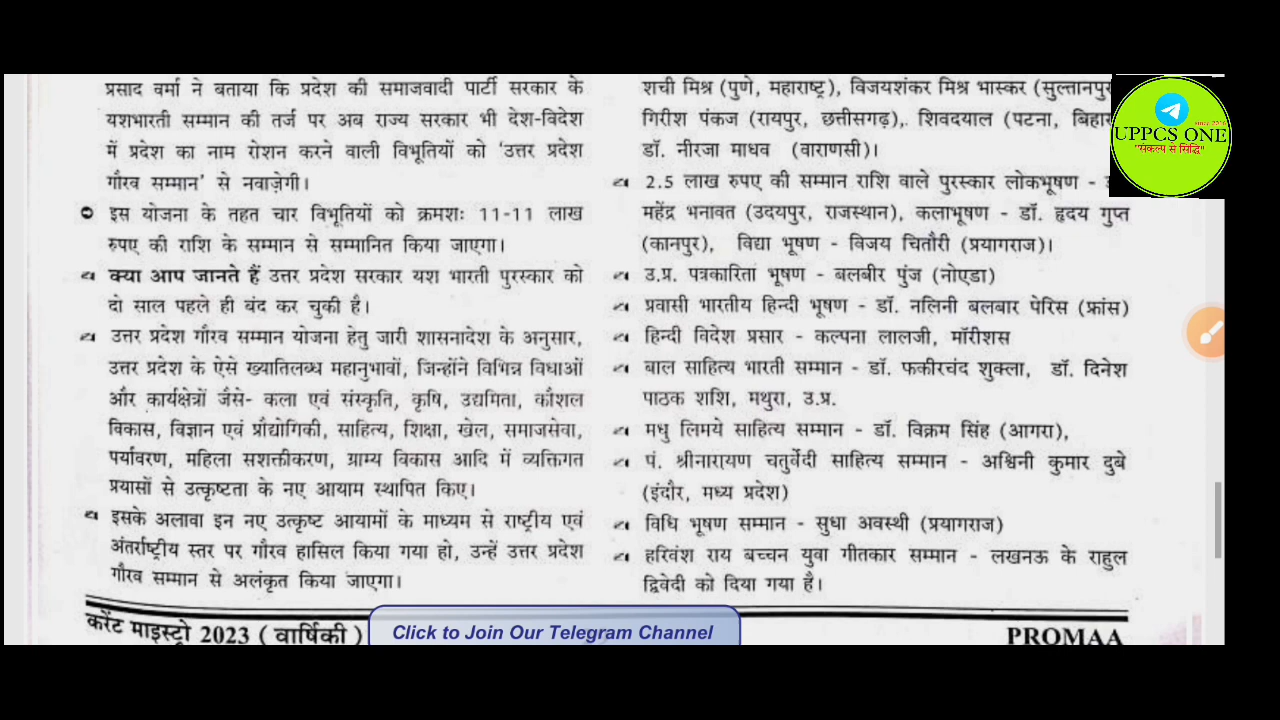 प्रसाद वर्मा ने बताया कि प्रदेश की समाजवादी पार्टी सरकार के
यशभारती सम्मान की तर्ज पर अब राज्य सरकार भी देश-विदेश
में प्रदेश का नाम रोशन करने वाली विभूतियों को 'उत्तर प्रदेश
गौरव सम्मान' से नवाज़ेगी।
इस योजना के तहत चार विभूतियों को क्रमशः 11-11 लाख
रुपए की राशि के सम्मान से सम्मानित किया जाएगा।
क्या आप जानते हैं उत्तर प्रदेश सरकार यश भारती पुरस्कार को
दो साल पहले ही बंद कर चुकी है।
उत्तर प्रदेश गौरव सम्मान योजना हेतु जारी शासनादेश के अनुसार,
उत्तर प्रदेश के ऐसे ख्यातिलब्ध महानुभावों, जिन्होंने विभिन्न विधाओं
और कार्यक्षेत्रों जैसे- कला एवं संस्कृति, कृषि, उद्यमिता, कौशल
विकास, विज्ञान एवं प्रौद्योगिकी, साहित्य, शिक्षा, खेल, समाजसेवा,
पर्यावरण, महिला सशक्तीकरण, ग्राम्य विकास आदि में व्यक्तिगत
प्रयासों से उत्कृष्टता के नए आयाम स्थापित किए।
इसके अलावा इन नए उत्कृष्ट आयामों के माध्यम से राष्ट्रीय एवं
अंतर्राष्ट्रीय स्तर पर गौरव हासिल किया गया हो, उन्हें उत्तर प्रदेश
गौरव सम्मान से अलंकृत किया जाएगा।
शची मिश्र (पुणे, महाराष्ट्र), विजयशंकर मिश्र भास्कर (सुल्तानपुर
गिरीश पंकज (रायपुर, छत्तीसगढ़), शिवदयाल (पटना, बिहार
डॉ. नीरजा माधव (वाराणसी)।
2.5 लाख रुपए की सम्मान राशि वाले पुरस्कार लोकभूषण -
महेंद्र भनावत (उदयपुर, राजस्थान), कलाभूषण - डॉ. हृदय गुप्त
(कानपुर), विद्या भूषण - विजय चितौरी (प्रयागराज)।
उ.प्र. पत्रकारिता भूषण - बलबीर पुंज (नोएडा)
प्रवासी भारतीय हिन्दी भूषण - डॉ. नलिनी बलबार पेरिस (फ्रांस)
हिन्दी विदेश प्रसार - कल्पना लालजी, मॉरीशस
बाल साहित्य भारती सम्मान - डॉ. फकीरचंद शुक्ला, डॉ. दिनेश
पाठक शशि, मथुरा, उ.प्र.
मधु लिमये साहित्य सम्मान - डॉ. विक्रम सिंह (आगरा),
पं. श्रीनारायण चतुर्वेदी साहित्य सम्मान - अश्विनी कुमार दुबे
(इंदौर, मध्य प्रदेश)
विधि भूषण सम्मान - सुधा अवस्थी (प्रयागराज)
हरिवंश राय बच्चन युवा गीतकार सम्मान - लखनऊ के राहुल
द्विवेदी को दिया गया है।
UPPCS ONE
"संकल्प से सिद्धि"
करेंट माइस्ट्रो 2023 (वार्षिकी)
Click to Join Our Telegram Channel
PROMAA